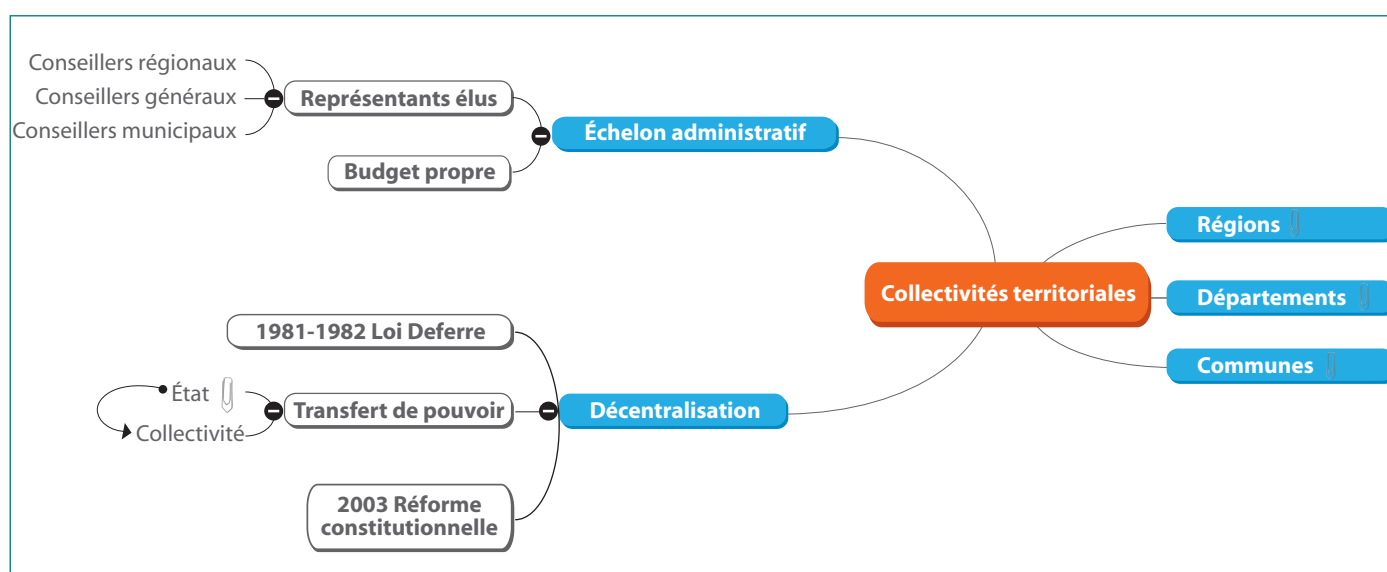 Conseillers régionaux
Conseillers généraux
Conseillers municipaux
Représentants élus
Budget propre
Échelon administratif
1981-1982 Loi Deferre
État
Collectivité
Transfert de pouvoir
2003 Réforme
constitutionnelle
Décentralisation
Collectivités territoriales
Régions
Départements
Communes